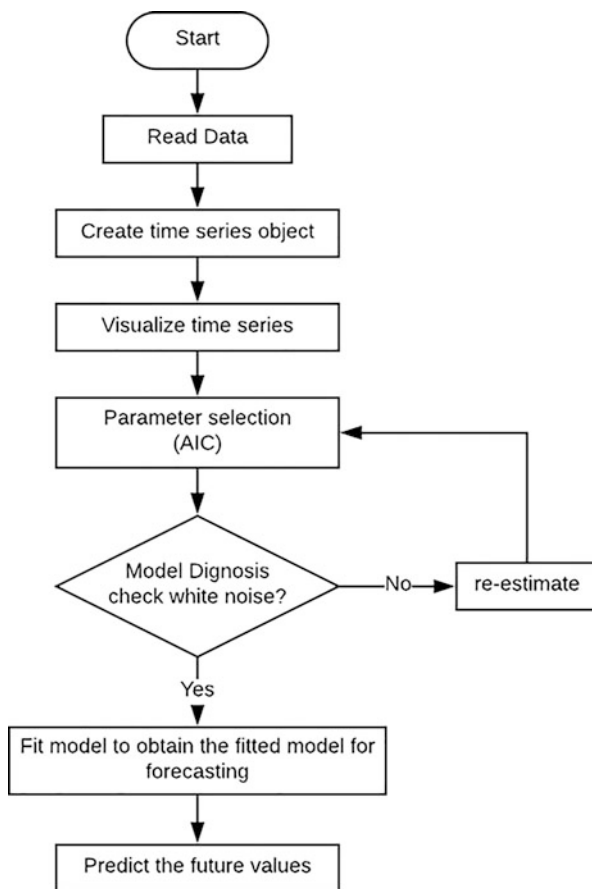 Start
Read Data
Create time series object
Visualize time series
Parameter selection
(AIC)
Model Dignosis
check white noise?
No
re-estimate
Yes
Fit model to obtain the fitted model for
forecasting
Predict the future values